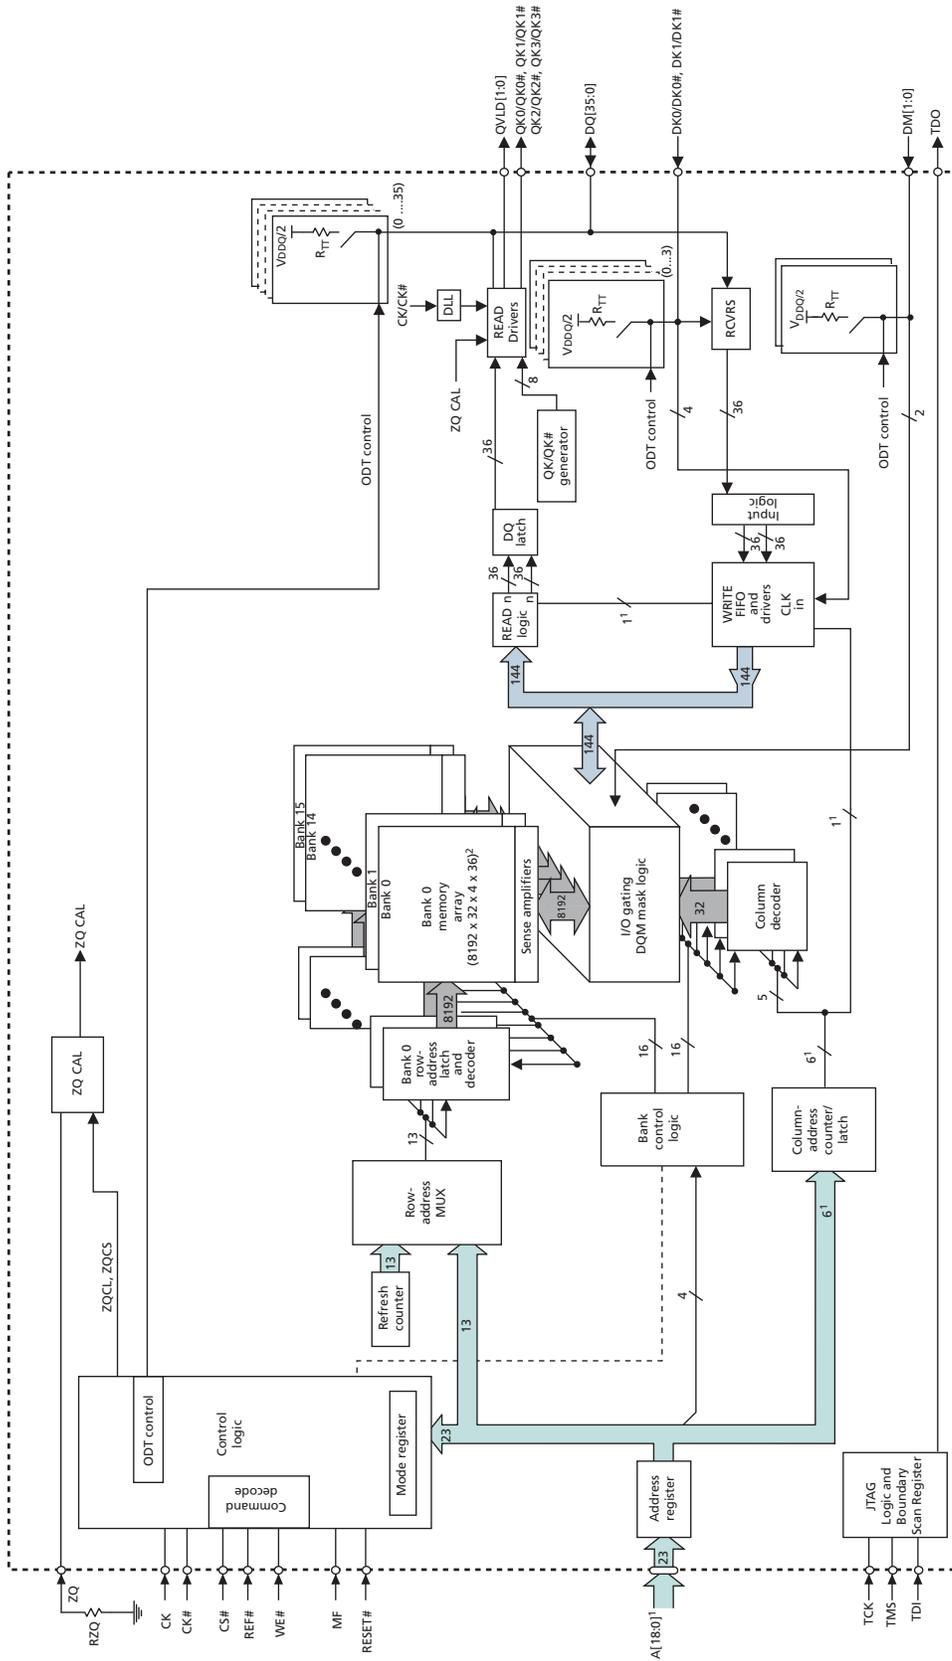 ZQ
RZQ
CK
CK#
CS#
REF#
WE#
MF
RESET#
A[18:0]¹
TCK
TMS
TDI
23
ODT control
Control
logic
Command
decode
Mode register
Address
register
JTAG
Logic and
Boundary
Scan Register
23
ZQCL, ZQCS
ZQ CAL
ZQ CAL
Refresh
counter
13
13
Row-
address
MUX
13
4
6¹
Bank 0
row-
address
latch
and
decoder
Bank
control
logic
Column-
address
counter/
latch
8192
16
16
6¹
5
Bank 15
Bank 14
Bank 1
Bank 0
Bank 0
memory
array
(8192 x 32 x 4 x 36)²
Sense amplifiers
8192
I/O gating
DQM mask logic
32
Column
decoder
1¹
144
144
144
READ
logic
n
n
36
36
DQ
latch
36
1¹
WRITE
FIFO
and
drivers
CLK
in
36
36
Input
logic
36
QK/QK#
generator
8
ODT control
ZQ CAL
CK/CK#
DLL
READ
Drivers
VDDQ/2
RTT
(0 ....35)
ODT control
4
VDDQ/2
RTT
(0...3)
RCVRS
ODT control
2
VDDQ/2
RTT
QVLD[1:0]
QK0/QK0#, QK1/QK1#
QK2/QK2#, QK3/QK3#
DQ[35:0]
DK0/DK0#, DK1/DK1#
DM[1:0]
TDO